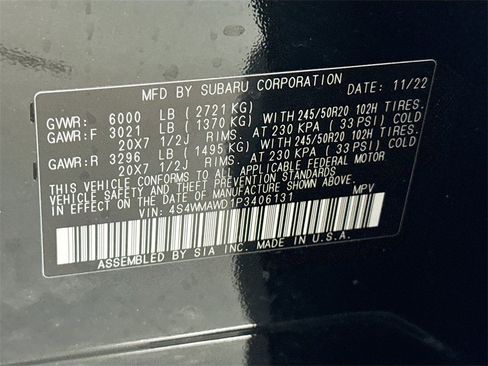 MFD BY SUBARU CORPORATION DATE: 11/22
GVWR: 6000 LB ( 2721 KG)
GAWR:F 3021 LB ( 1370 KG) WITH 245/50R20 102H TIRES.
20X7 1/2J RIMS. AT 230 KPA ( 33 PSI) COLD
GAWR:R 3296 LB ( 1495 KG) WITH 245/50R20 102H TIRES.
20X7 1/2J RIMS. AT 230 KPA ( 33 PSI) COLD
THIS VEHICLE CONFORMS TO ALL APPLICABLE FEDERAL MOTOR
VEHICLE SAFETY STANDARDS
IN EFFECT ON THE DATE OF MANUFACTURE SHOWN ABOVE.
VIN: 4S4WMAWD1P3406131 MPV
ASSEMBLED BY SIA INC. MADE IN U.S.A.